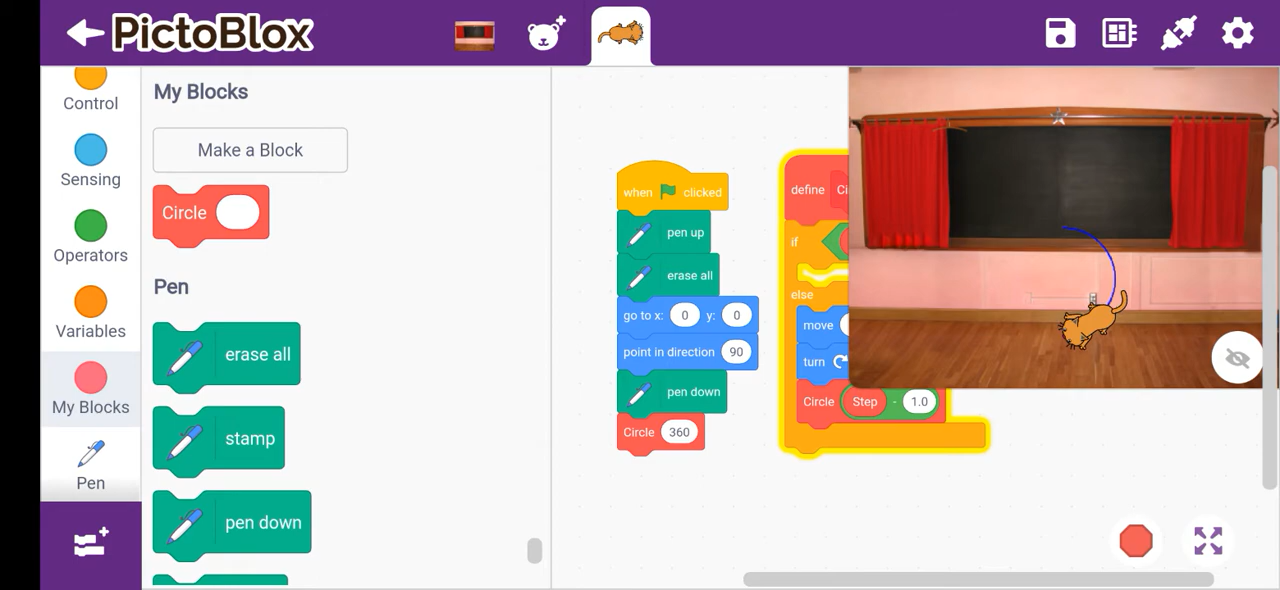 PictoBlox
Control
Sensing
Operators
Variables
My Blocks
Pen
My Blocks
Make a Block
Circle
Pen
erase all
stamp
pen down
when clicked
pen up
erase all
go to x: 0 y: 0
point in direction 90
pen down
Circle 360
define
if
else
move
turn
Circle Step - 1.0